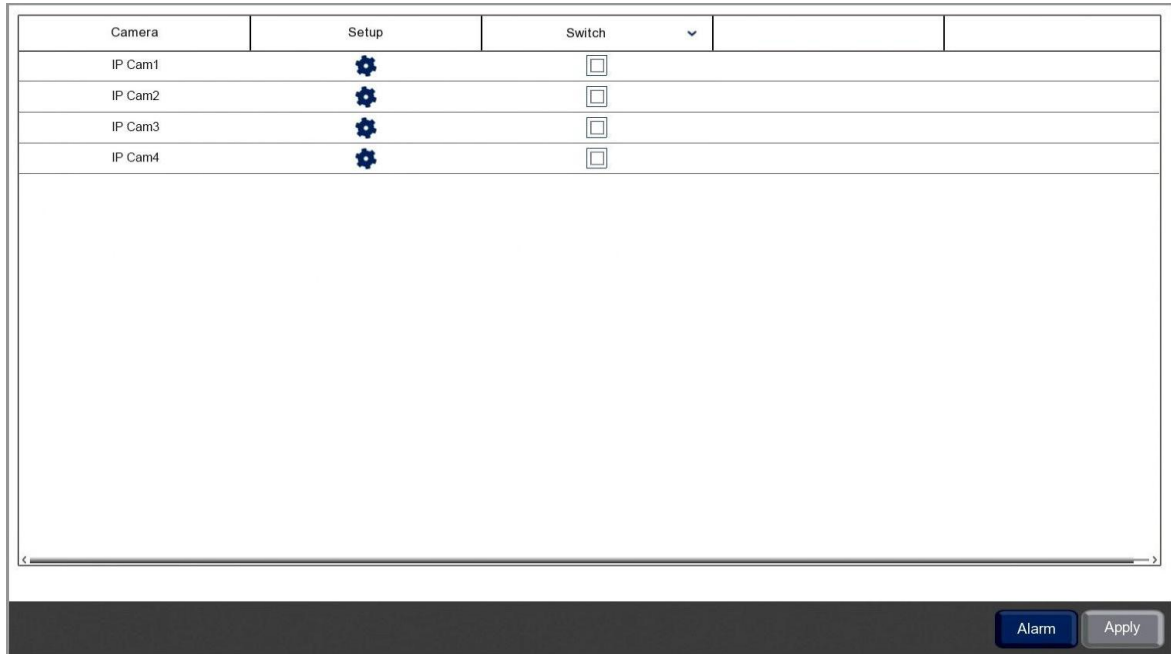 Camera Setup Switch
IP Cam1
IP Cam2
IP Cam3
IP Cam4
Alarm Apply